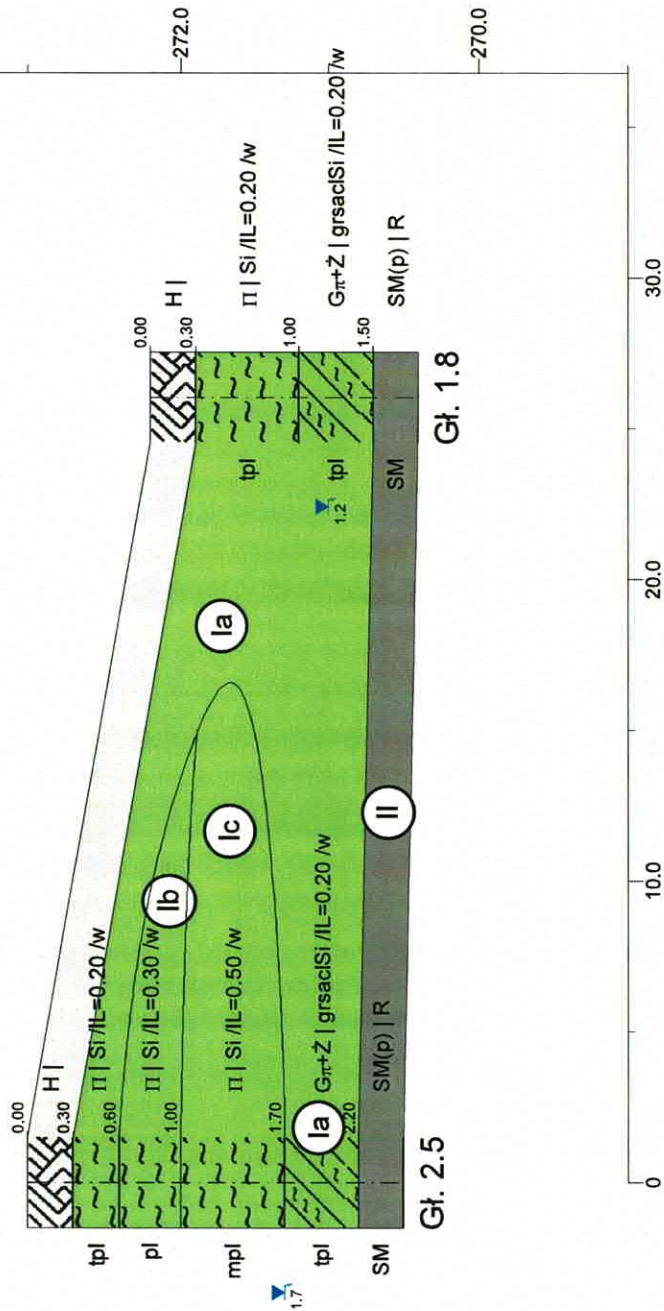 272.0
270.0
0.00
H |
0.30
tpl
Π | Si /IL=0.20 /w
0.60
pl
Π | Si /IL=0.30 /w
1.00
mpl
Π | Si /IL=0.50 /w
1.70
tpl
Gπ+Ż | grsaclSi /IL=0.20 /w
2.20
SM
SM(p) | R
1.7
Gł. 2.5
Ia
Ib
Ic
Ia
II
0.00
H |
0.30
tpl
Π | Si /IL=0.20 /w
1.00
tpl
Gπ+Ż | grsaclSi /IL=0.20 /w
1.2
1.50
SM
SM(p) | R
Gł. 1.8
0
10.0
20.0
30.0